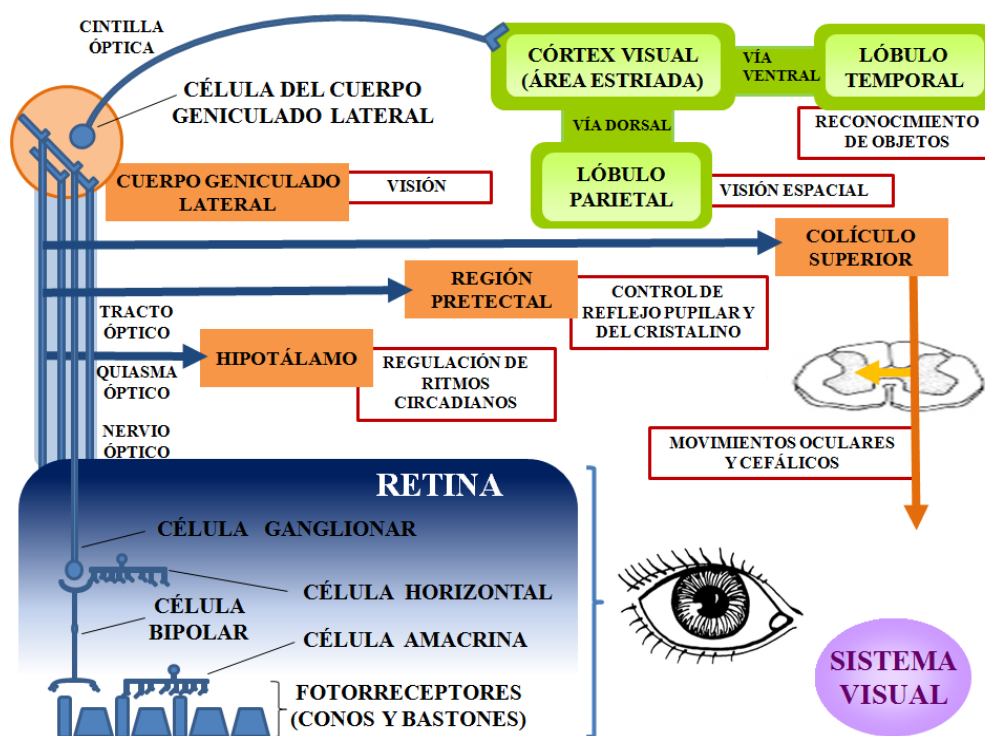 CINTILLA
ÓPTICA
CÉLULA DEL CUERPO
GENICULADO LATERAL
CÓRTEX VISUAL
(ÁREA ESTRIADA)
VÍA
VENTRAL
LÓBULO
TEMPORAL
RECONOCIMIENTO
DE OBJETOS
VÍA DORSAL
LÓBULO
PARIETAL
VISIÓN ESPACIAL
CUERPO GENICULADO
LATERAL
VISIÓN
COLÍCULO
SUPERIOR
REGIÓN
PRETECTAL
CONTROL DE
REFLEJO PUPILAR Y
DEL CRISTALINO
TRACTO
ÓPTICO
HIPOTÁLAMO
REGULACIÓN DE
RITMOS
CIRCADIANOS
QUIASMA
ÓPTICO
NERVIO
ÓPTICO
MOVIMIENTOS OCULARES
Y CEFÁLICOS
RETINA
CÉLULA GANGLIONAR
CÉLULA HORIZONTAL
CÉLULA
BIPOLAR
CÉLULA AMACRINA
FOTORRECEPTORES
(CONOS Y BASTONES)
SISTEMA
VISUAL